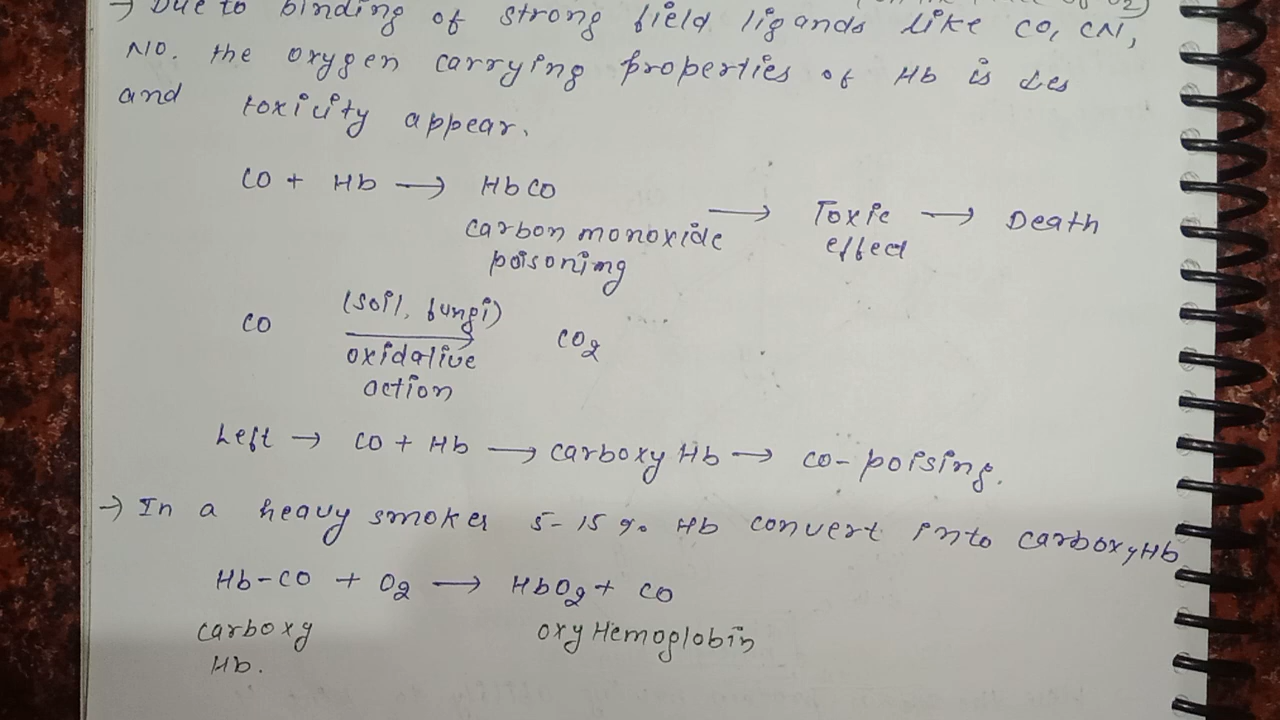 → Due to binding of strong field ligands like CO, CN,
NO. the oxygen carrying properties of Hb is des
and toxicity appear.
CO + Hb → HbCO
carbon monoxide poisoning → Toxic effect → Death
CO (soil, fungi) CO2
oxidative
action
Left → CO + Hb → carboxy Hb → CO-poising.
→ In a heavy smoker 5-15 % Hb convert into carboxyHb
Hb-CO + O2 → HbO2 + CO
carboxy oxy Hemoglobin
Hb.